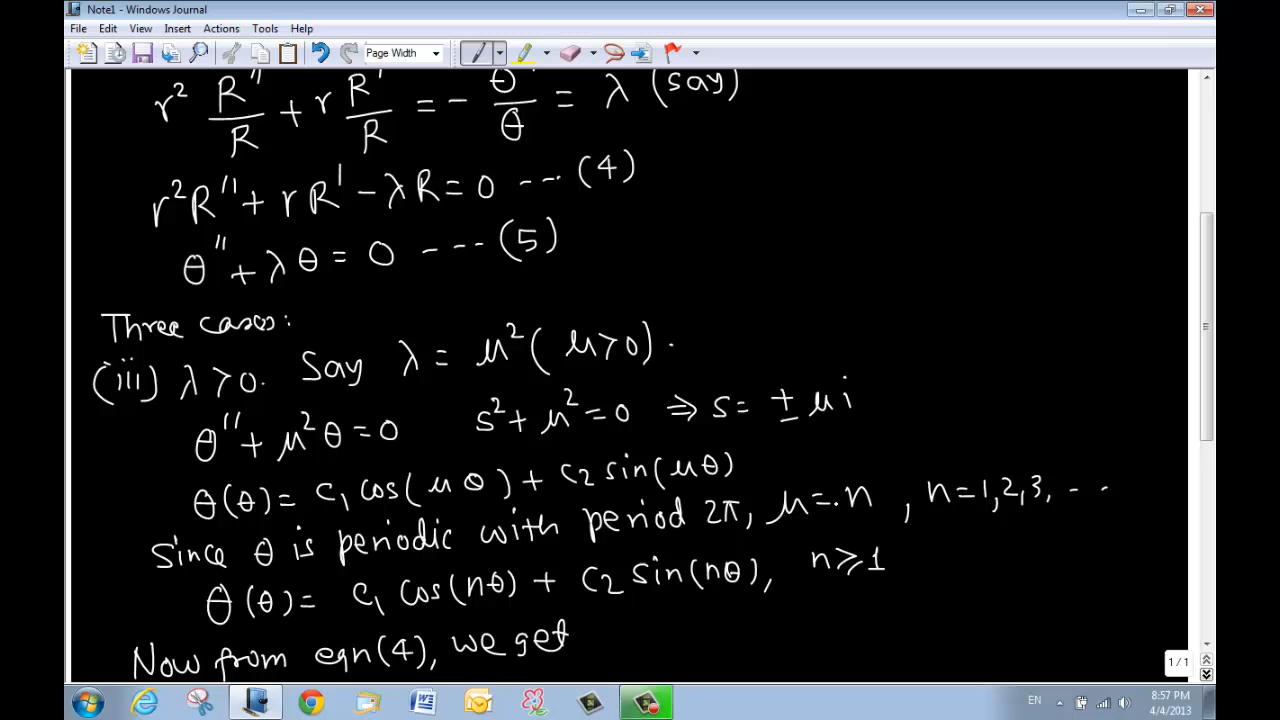 Note1 - Windows Journal
File Edit View Insert Actions Tools Help
Page Width
r² R''/R + r R'/R = - θ''/θ = λ (say)
r²R'' + rR' - λR = 0 --- (4)
θ'' + λθ = 0 --- (5)
Three cases:
(iii) λ>0. Say λ = μ² (μ>0).
θ'' + μ²θ = 0 s² + μ² = 0 ⇒ s = ± μi
θ(θ) = c₁ cos(μθ) + c₂ sin(μθ)
Since θ is periodic with period 2π, μ = n, n=1,2,3, ---
θ(θ) = c₁ cos(nθ) + c₂ sin(nθ), n⩾1
Now from eqn(4), we get
1/1
EN
8:57 PM
4/4/2013